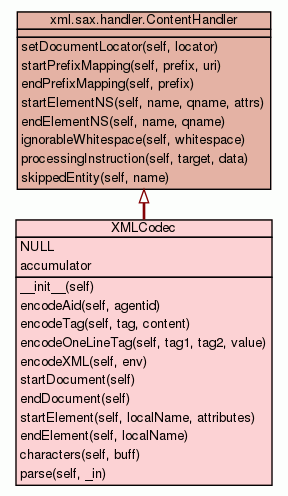 xml.sax.handler.ContentHandler
setDocumentLocator(self, locator)
startPrefixMapping(self, prefix, uri)
endPrefixMapping(self, prefix)
startElementNS(self, name, qname, attrs)
endElementNS(self, name, qname)
ignorableWhitespace(self, whitespace)
processingInstruction(self, target, data)
skippedEntity(self, name)
XMLCodec
NULL
accumulator
__init__(self)
encodeAid(self, agentid)
encodeTag(self, tag, content)
encodeOneLineTag(self, tag1, tag2, value)
encodeXML(self, env)
startDocument(self)
endDocument(self)
startElement(self, localName, attributes)
endElement(self, localName)
characters(self, buff)
parse(self, _in)